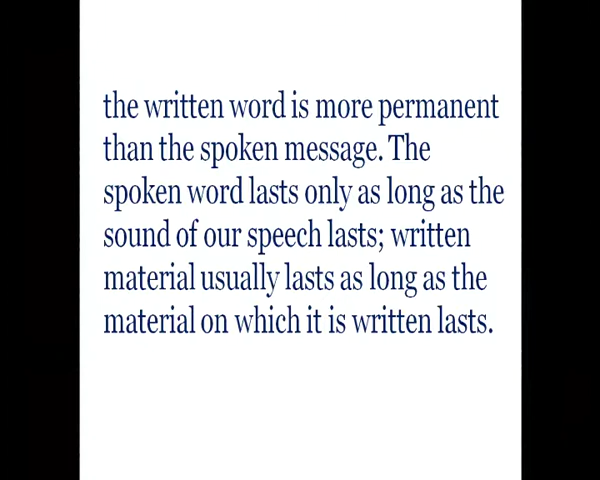 the written word is more permanent
than the spoken message. The
spoken word lasts only as long as the
sound of our speech lasts; written
material usually lasts as long as the
material on which it is written lasts.